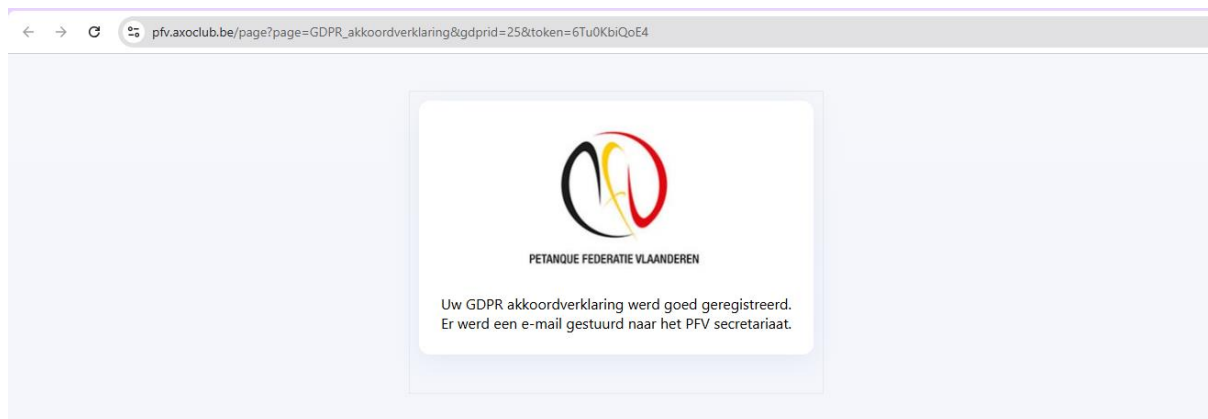 pfv.axoclub.be/page?page=GDPR_akkoordverklaring&gdprid=25&token=6Tu0KbiQoE4
PETANQUE FEDERATIE VLAANDEREN
Uw GDPR akkoordverklaring werd goed geregistreerd.
Er werd een e-mail gestuurd naar het PFV secretariaat.